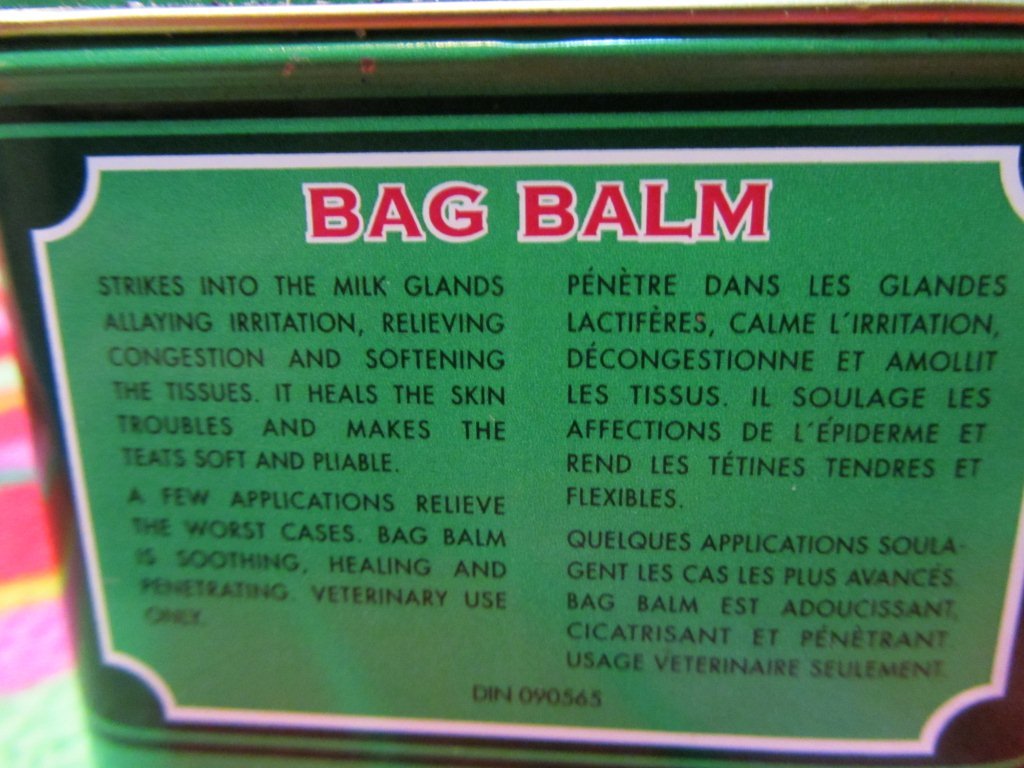 BAG BALM
STRIKES INTO THE MILK GLANDS
ALLAYING IRRITATION, RELIEVING
CONGESTION AND SOFTENING
THE TISSUES. IT HEALS THE SKIN
TROUBLES AND MAKES THE
TEATS SOFT AND PLIABLE.
A FEW APPLICATIONS RELIEVE
THE WORST CASES. BAG BALM
IS SOOTHING, HEALING AND
PENETRATING. VETERINARY USE
ONLY.
PÉNÈTRE DANS LES GLANDES
LACTIFÈRES, CALME L'IRRITATION,
DÉCONGESTIONNE ET AMOLLIT
LES TISSUS. IL SOULAGE LES
AFFECTIONS DE L'ÉPIDERME ET
REND LES TÉTINES TENDRES ET
FLEXIBLES.
QUELQUES APPLICATIONS SOULA-
GENT LES CAS LES PLUS AVANCÉS.
BAG BALM EST ADOUCISSANT,
CICATRISANT ET PÉNÈTRANT.
USAGE VETERINAIRE SEULEMENT.
DIN 090565